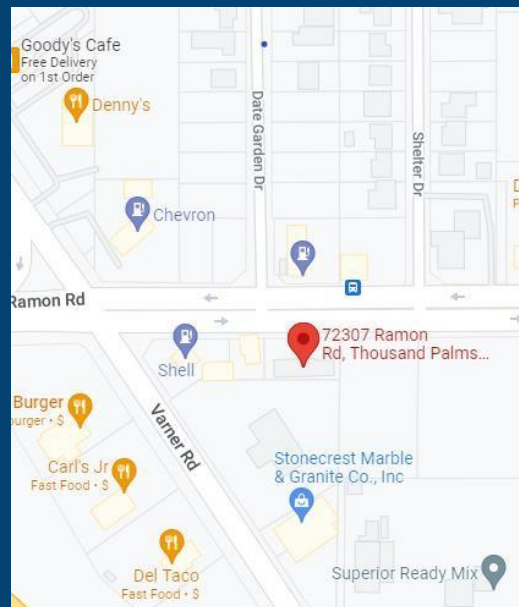 Goody's Cafe
Free Delivery
on 1st Order
Denny's
Date Garden Dr
Shelter Dr
Chevron
Ramon Rd
72307 Ramon
Rd, Thousand Palms...
Shell
Varner Rd
Burger
burger • $
Carl's Jr
Fast Food • $
Stonecrest Marble
& Granite Co., Inc
Del Taco
Fast Food • $
Superior Ready Mix